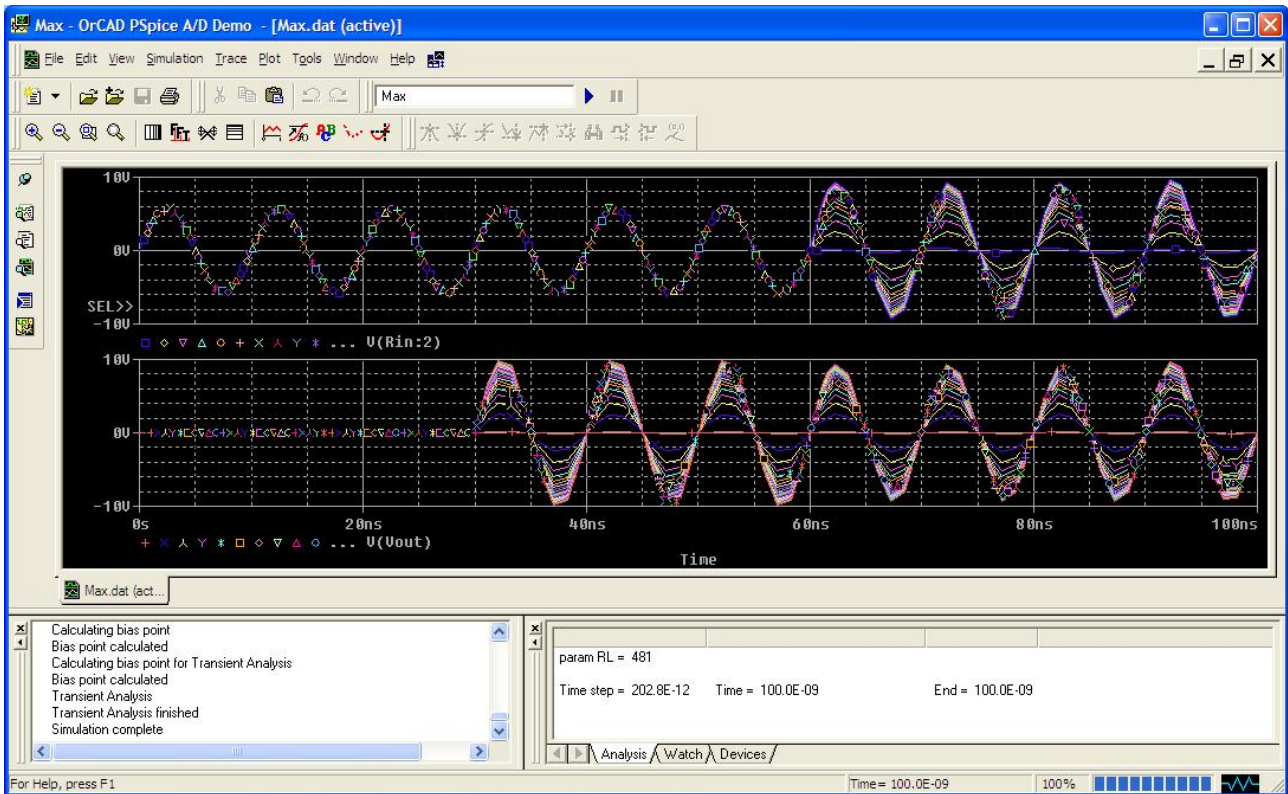 Max - OrCAD PSpice A/D Demo - [Max.dat (active)]
File Edit View Simulation Trace Plot Tools Window Help
Max
10V
0V
SEL>>
-10V
... V(Rin:2)
10V
0V
-10V
0s 20ns 40ns 60ns 80ns 100ns
... V(Vout)
Time
Max.dat (act...
Calculating bias point
Bias point calculated
Calculating bias point for Transient Analysis
Bias point calculated
Transient Analysis
Transient Analysis finished
Simulation complete
param RL = 481
Time step = 202.8E-12 Time = 100.0E-09 End = 100.0E-09
Analysis Watch Devices
For Help, press F1 Time= 100.0E-09 100%